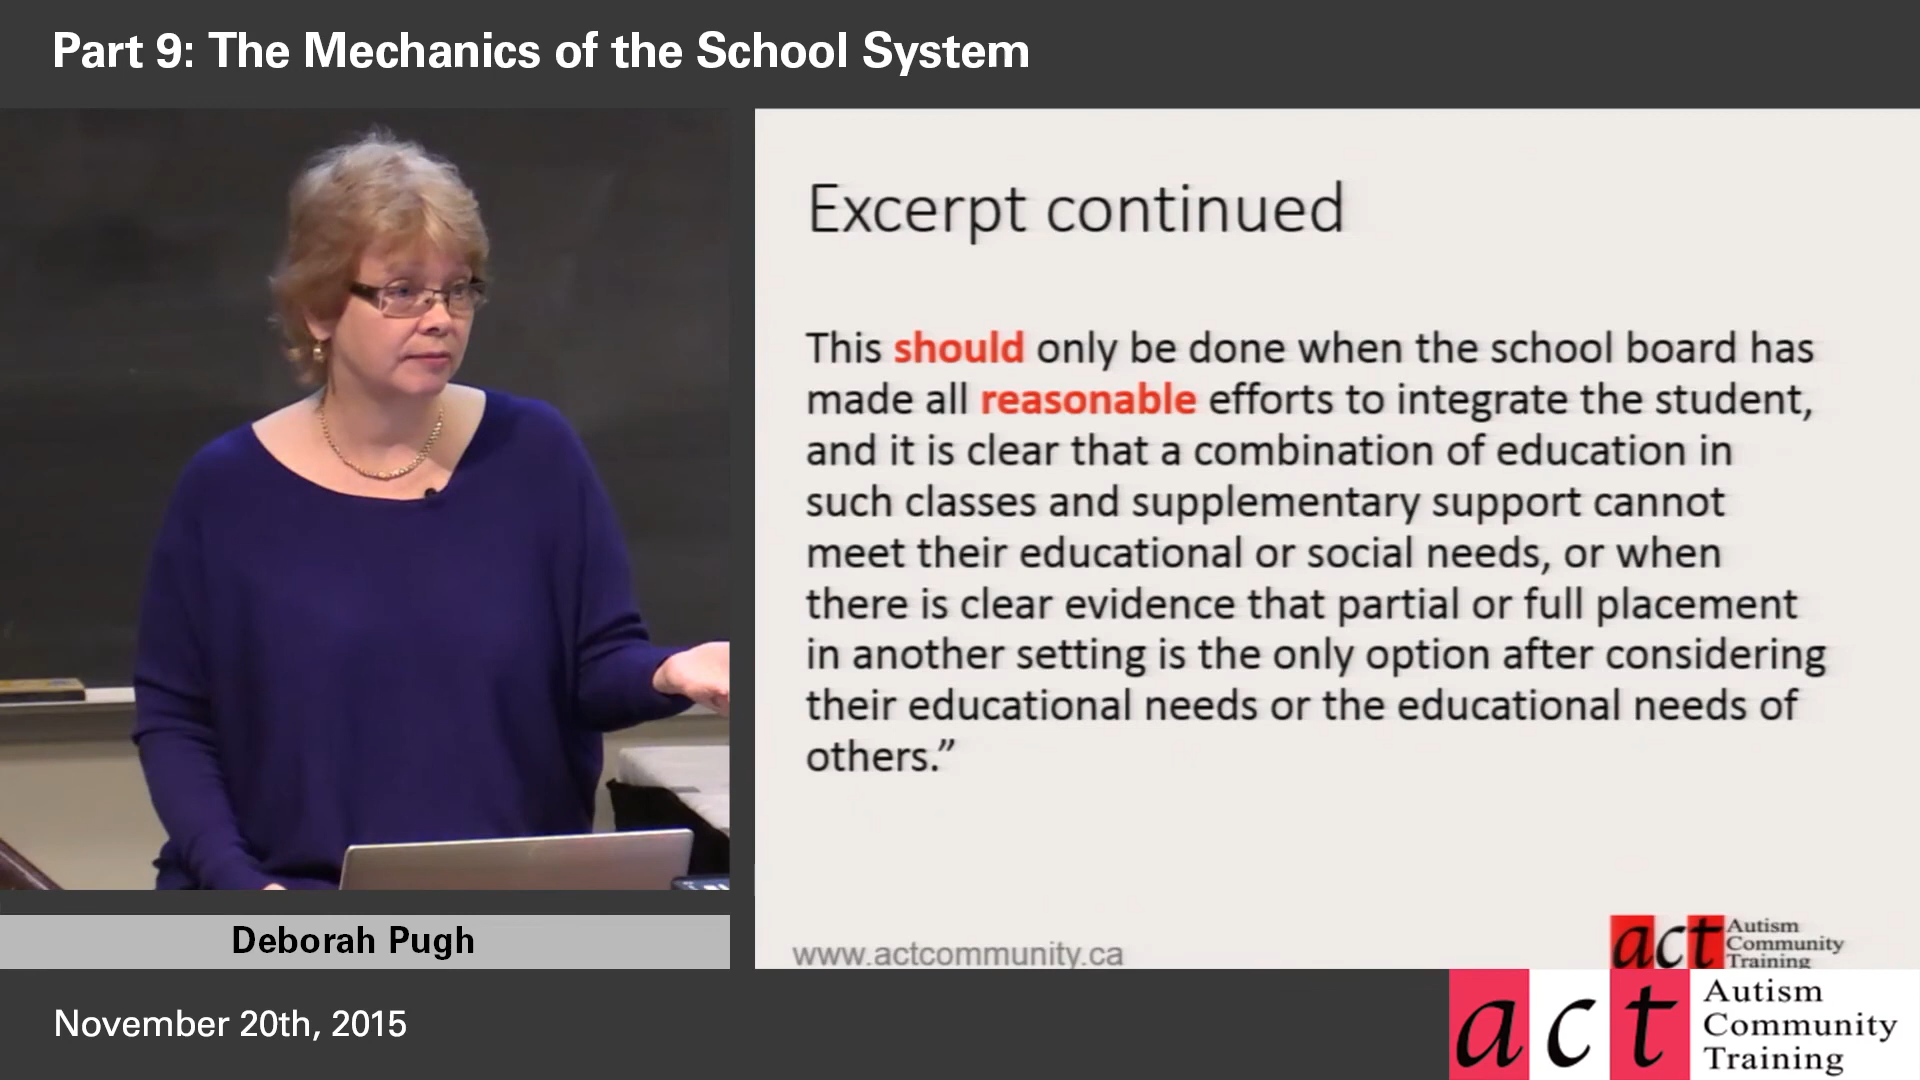 Part 9: The Mechanics of the School System
Excerpt continued
This should only be done when the school board has
made all reasonable efforts to integrate the student,
and it is clear that a combination of education in
such classes and supplementary support cannot
meet their educational or social needs, or when
there is clear evidence that partial or full placement
in another setting is the only option after considering
their educational needs or the educational needs of
others.”
www.actcommunity.ca
act
Autism
Community
Training
Deborah Pugh
November 20th, 2015
act
Autism
Community
Training